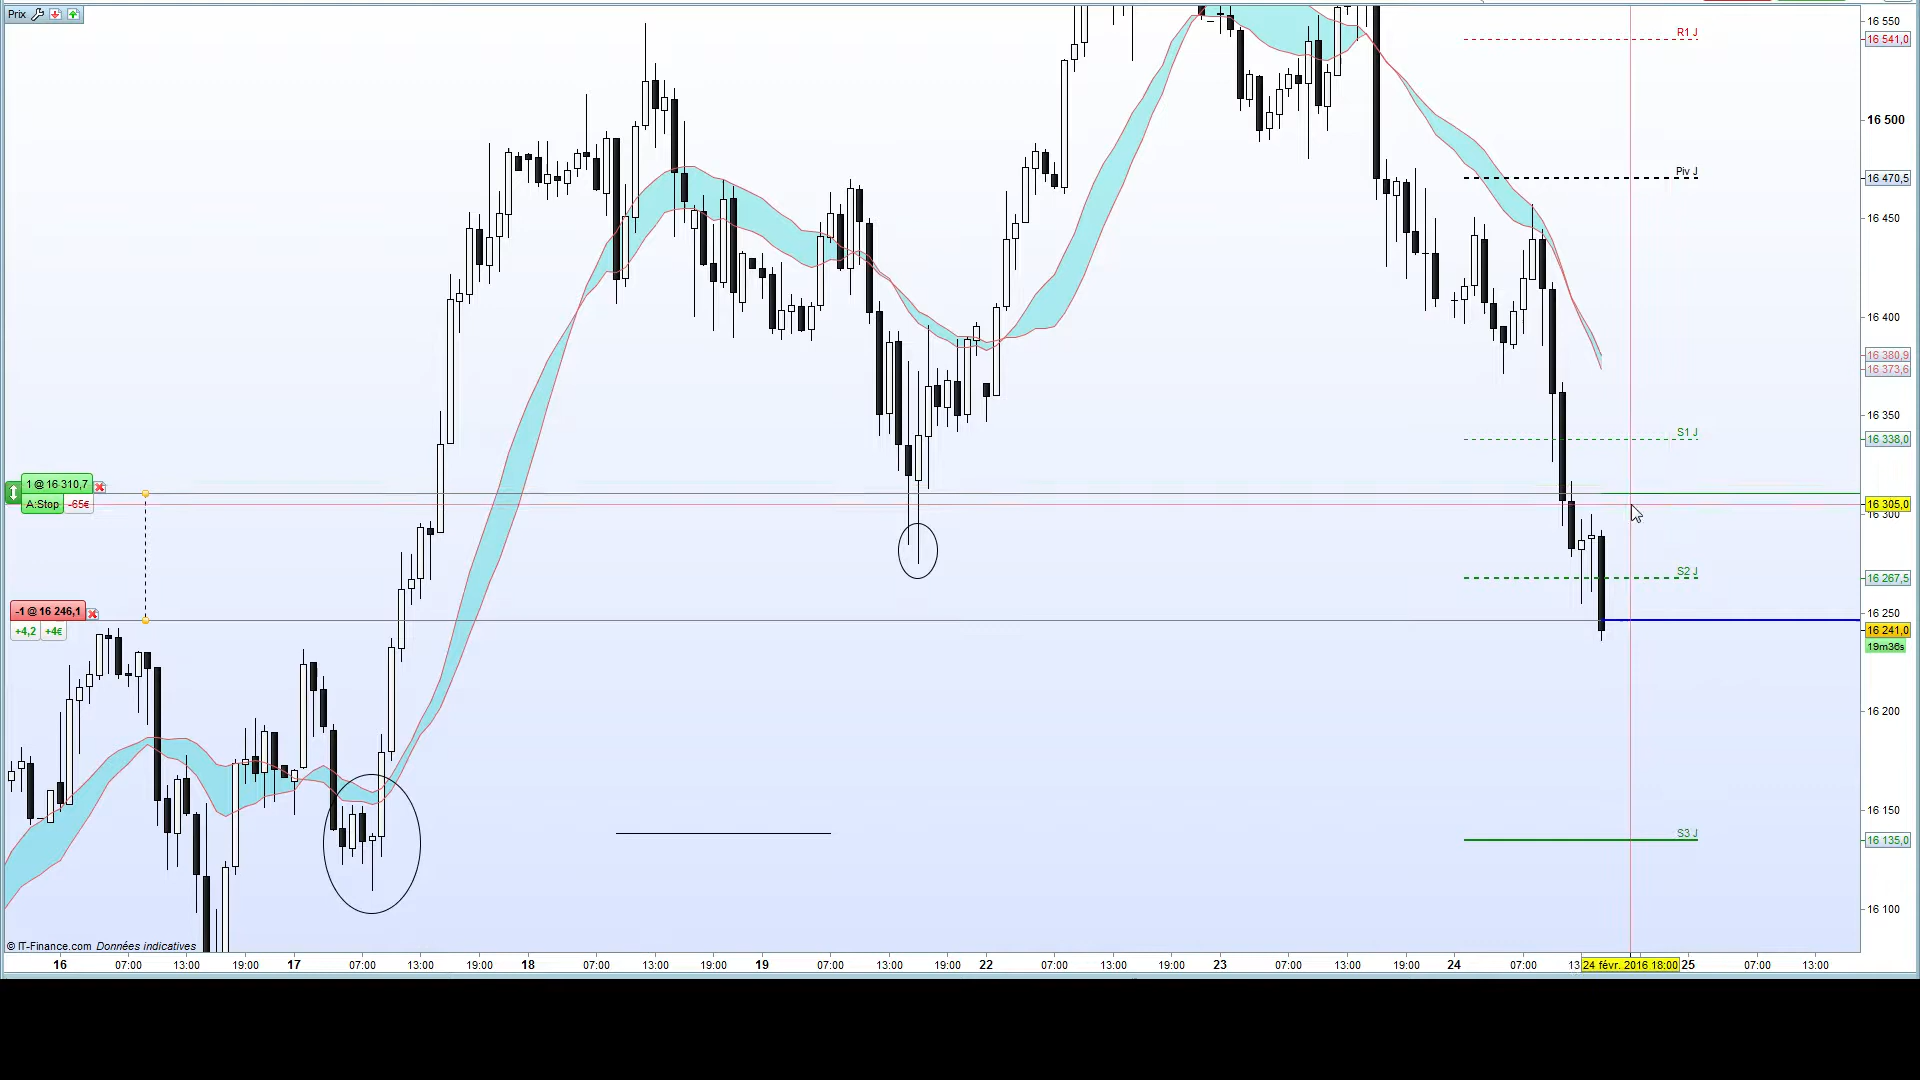 Prix
16 550
R1 J
16 541,0
16 500
Piv J
16 470,5
16 450
16 400
16 380,9
16 373,6
16 350
S1 J
16 338,0
1 @ 16 310,7
A:Stop -65€
16 305,0
16 300
S2 J
16 267,5
-1 @ 16 246,1
16 250
+4,2 +4€
16 241,0
19m36s
16 200
16 150
S3 J
16 135,0
16 100
© IT-Finance.com Données indicatives
16 07:00 13:00 19:00 17 07:00 13:00 19:00 18 07:00 13:00 19:00 19 07:00 13:00 19:00 22 07:00 13:00 19:00 23 07:00 13:00 19:00 24 07:00 13 24 févr. 2016 18:00 25 07:00 13:00